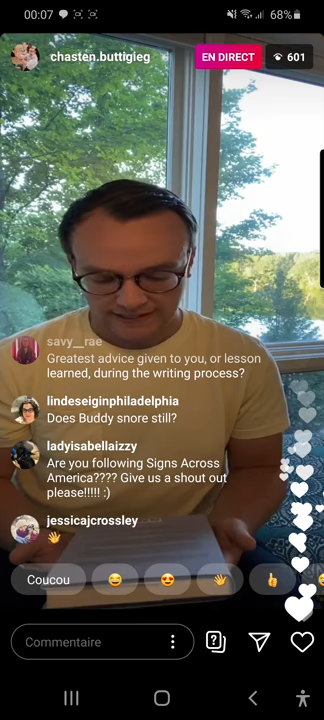 00:07
68%
chasten.buttigieg
EN DIRECT
601
savy__rae
Greatest advice given to you, or lesson
learned, during the writing process?
lindeseiginphiladelphia
Does Buddy snore still?
ladyisabellaizzy
Are you following Signs Across
America???? Give us a shout out
please!!!!! :)
jessicajcrossley
👋
Coucou 😂 😍 👋 👍
Commentaire